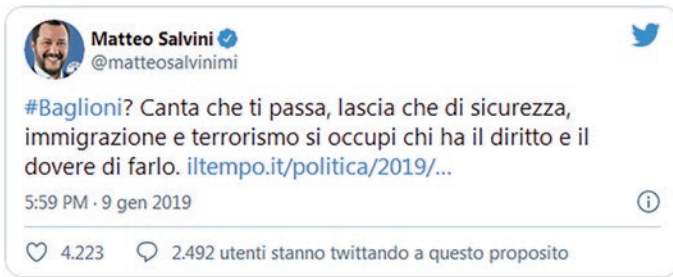 Matteo Salvini
@matteosalvinimi
#Baglioni? Canta che ti passa, lascia che di sicurezza,
immigrazione e terrorismo si occupi chi ha il diritto e il
dovere di farlo. iltempo.it/politica/2019/...
5:59 PM · 9 gen 2019
4.223 2.492 utenti stanno twittando a questo proposito